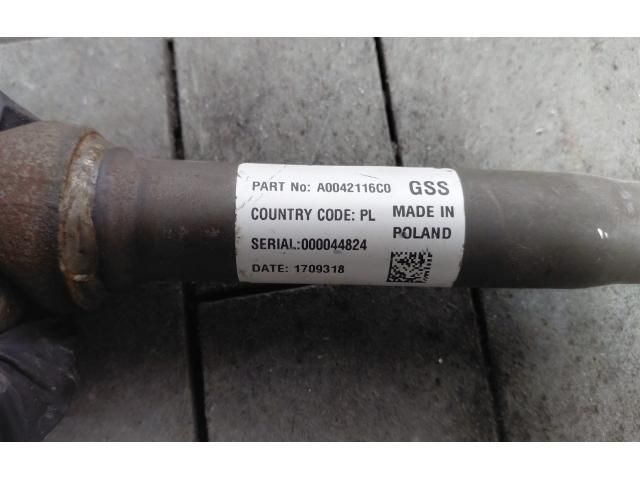 PART No: A0042116C0 GSS
COUNTRY CODE: PL MADE IN
POLAND
SERIAL:000044824
DATE: 1709318